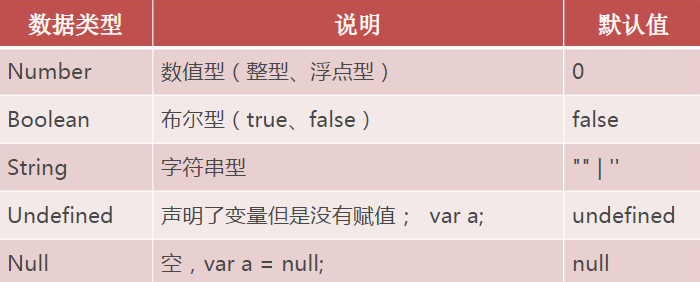 数据类型 说明 默认值
Number 数值型（整型、浮点型） 0
Boolean 布尔型（true、false） false
String 字符串型 "" | ''
Undefined 声明了变量但是没有赋值； var a; undefined
Null 空，var a = null; null